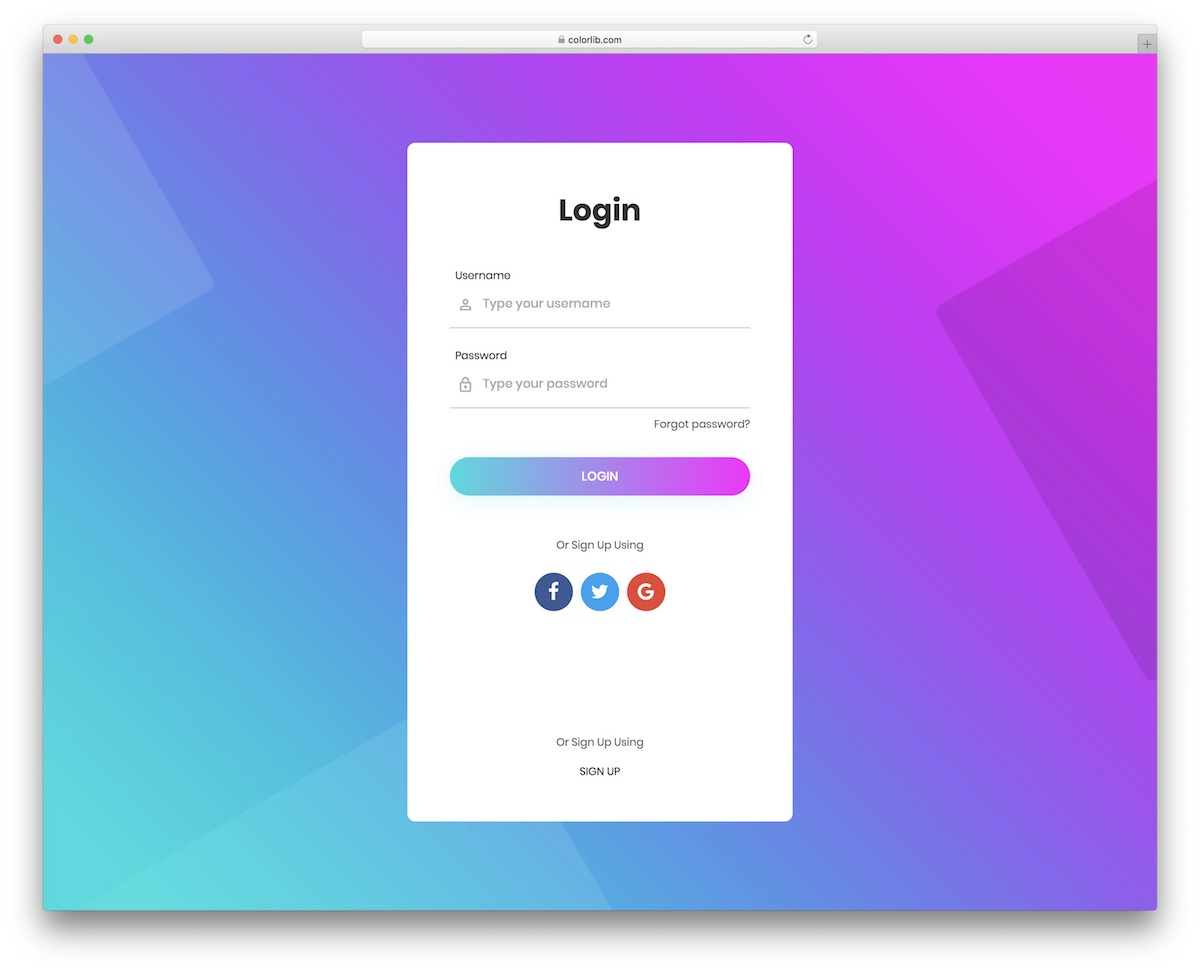 colorlib.com
Login
Username
Type your username
Password
Type your password
Forgot password?
LOGIN
Or Sign Up Using
Or Sign Up Using
SIGN UP